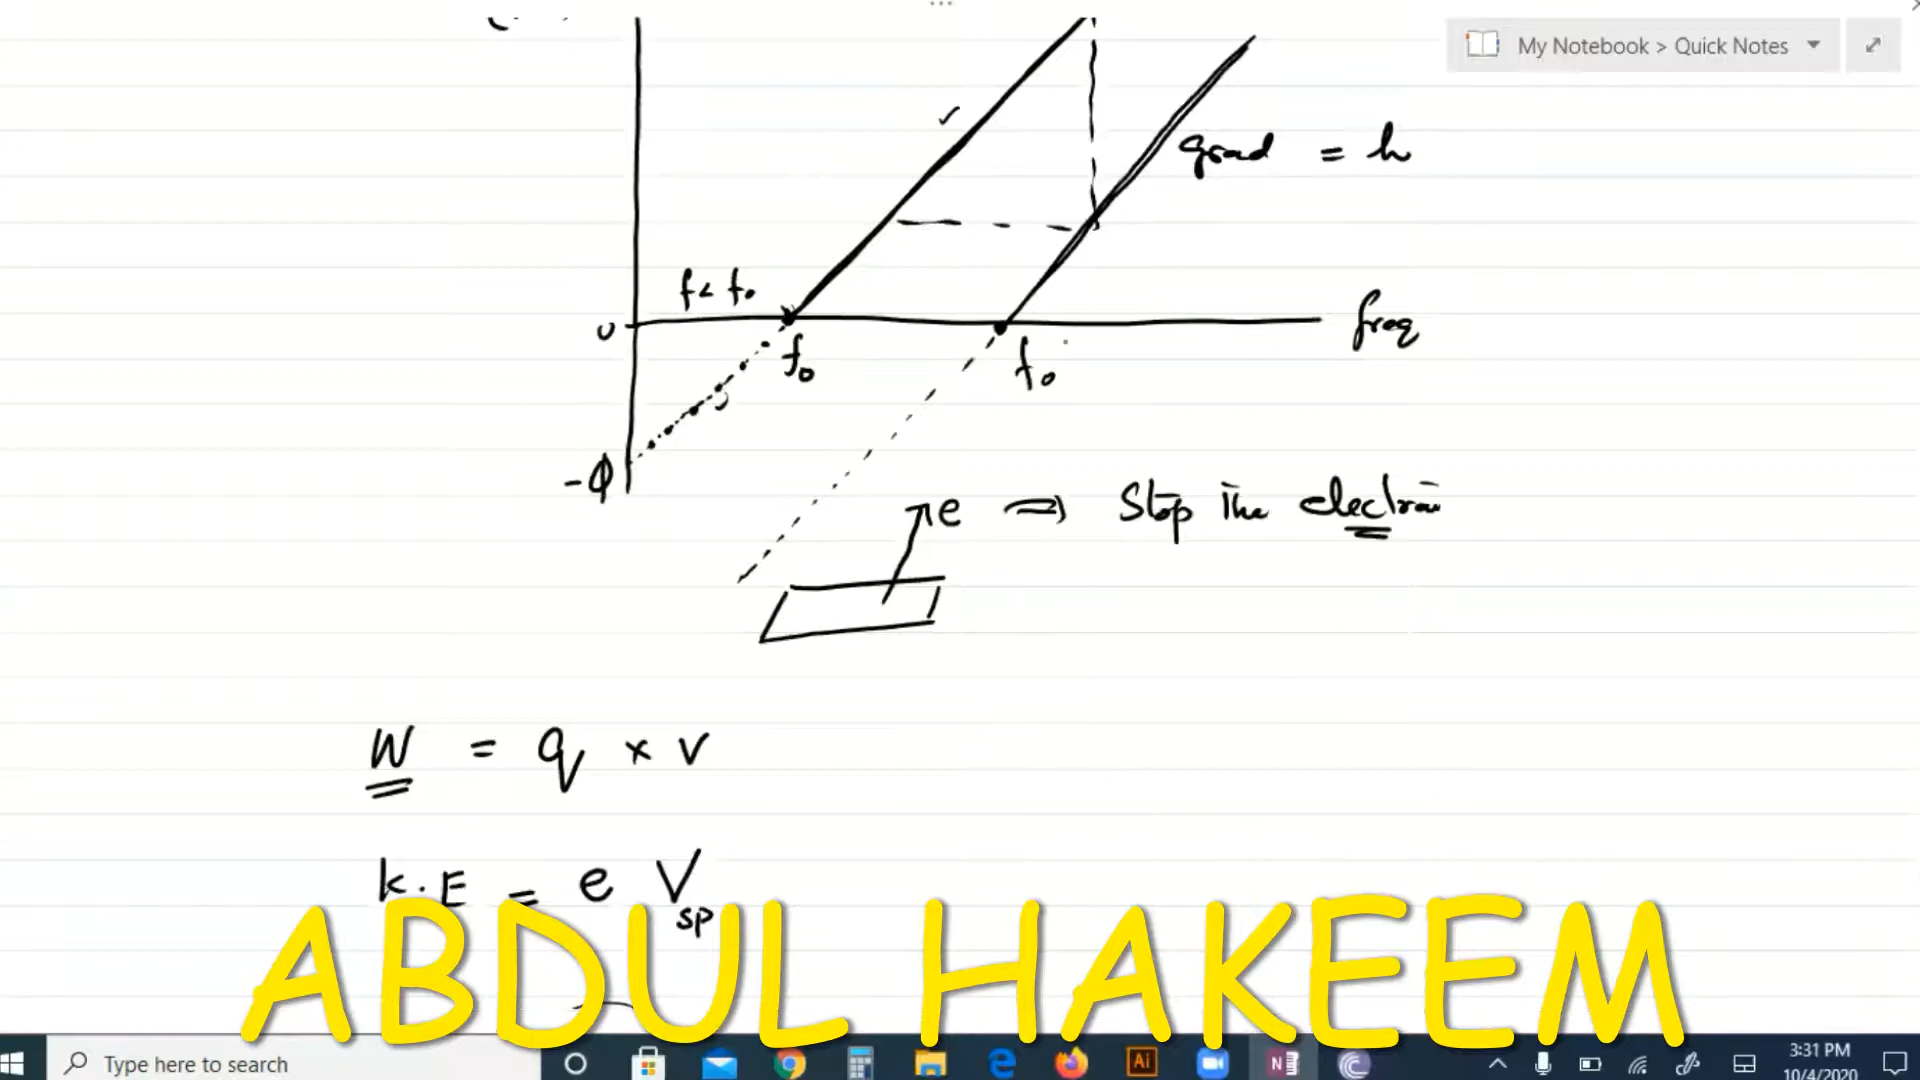 My Notebook > Quick Notes
grad = h
f< f₀
0
freq
f₀
f₀
-ϕ
e ⇒ Stop the electron
W = q × v
K.E = e Vsp
ABDUL HAKEEM
Type here to search
3:31 PM
10/4/2020